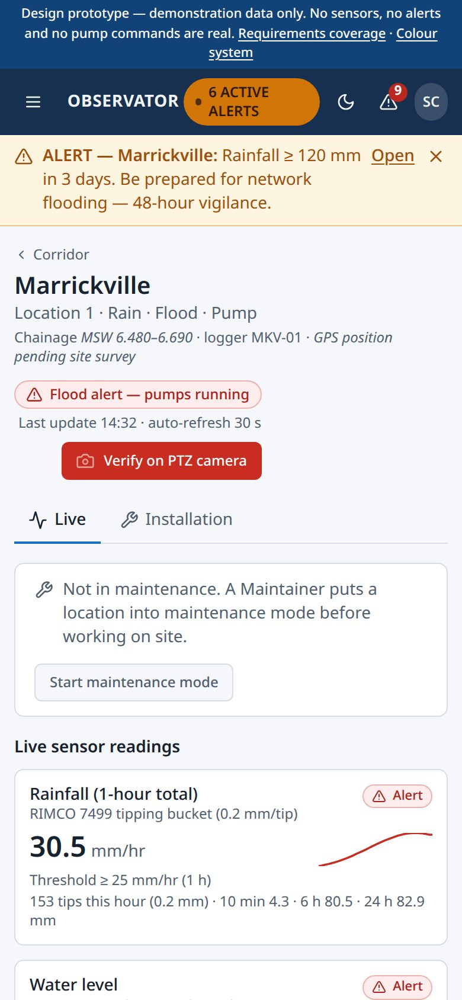 Design prototype — demonstration data only. No sensors, no alerts
and no pump commands are real. Requirements coverage · Colour
system
OBSERVATOR
6 ACTIVE
ALERTS
9
SC
ALERT — Marrickville: Rainfall ≥ 120 mm
in 3 days. Be prepared for network
flooding — 48-hour vigilance.
Open
Corridor
Marrickville
Location 1 · Rain · Flood · Pump
Chainage MSW 6.480–6.690 · logger MKV-01 · GPS position
pending site survey
Flood alert — pumps running
Last update 14:32 · auto-refresh 30 s
Verify on PTZ camera
Live
Installation
Not in maintenance. A Maintainer puts a
location into maintenance mode before
working on site.
Start maintenance mode
Live sensor readings
Rainfall (1-hour total)
Alert
RIMCO 7499 tipping bucket (0.2 mm/tip)
30.5 mm/hr
Threshold ≥ 25 mm/hr (1 h)
153 tips this hour (0.2 mm) · 10 min 4.3 · 6 h 80.5 · 24 h 82.9
mm
Water level
Alert